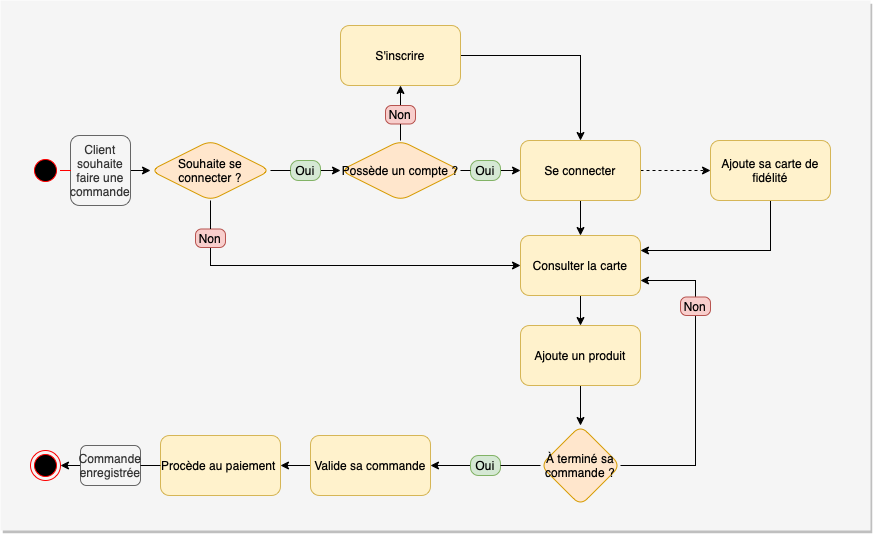 S'inscrire
Non
Client
souhaite
faire une
commande
Souhaite se
connecter ?
Oui
Possède un compte ?
Oui
Se connecter
Ajoute sa carte de
fidélité
Non
Consulter la carte
Non
Ajoute un produit
Commande
enregistrée
Procède au paiement
Valide sa commande
Oui
À terminé sa
commande ?